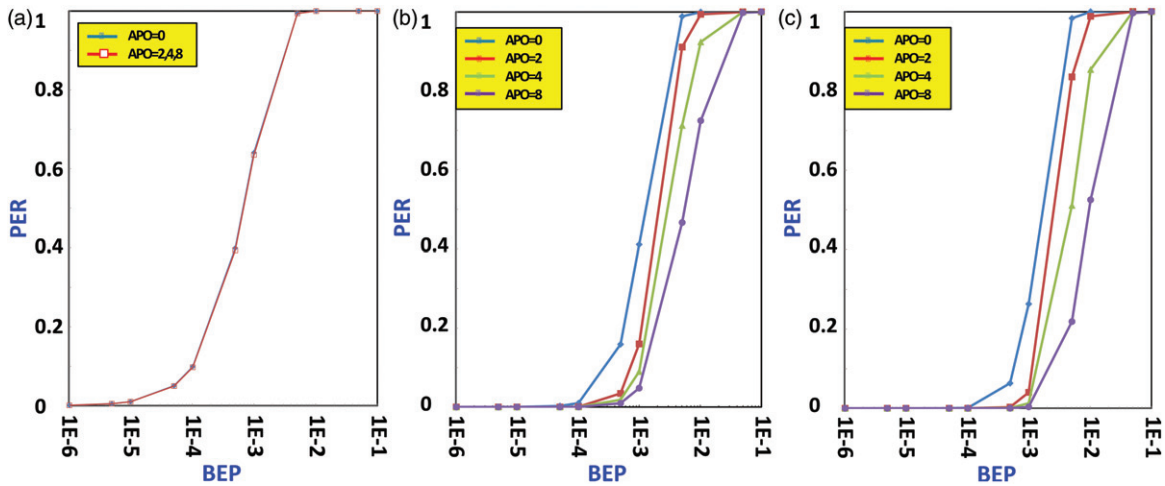 (a)
APO=0
APO=2,4,8
1
0.8
0.6
0.4
0.2
0
PER
1E-6
1E-5
1E-4
1E-3
1E-2
1E-1
BEP
(b)
APO=0
APO=2
APO=4
APO=8
1
0.8
0.6
0.4
0.2
0
PER
1E-6
1E-5
1E-4
1E-3
1E-2
1E-1
BEP
(c)
APO=0
APO=2
APO=4
APO=8
1
0.8
0.6
0.4
0.2
0
PER
1E-6
1E-5
1E-4
1E-3
1E-2
1E-1
BEP